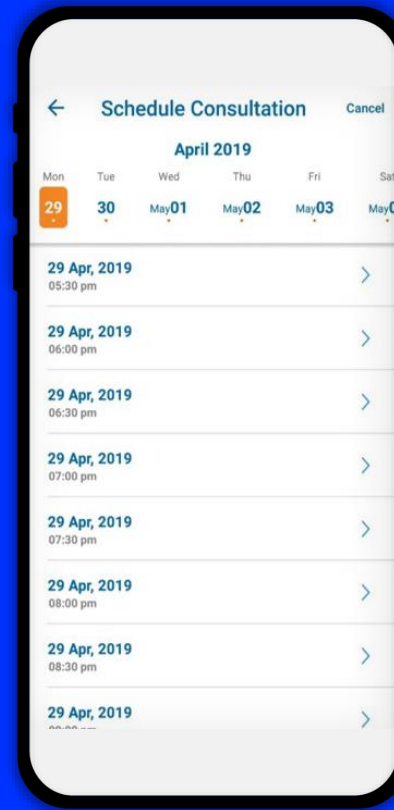 ← Schedule Consultation Cancel
April 2019
Mon Tue Wed Thu Fri Sat
29 30 May01 May02 May03
29 Apr, 2019
05:30 pm
29 Apr, 2019
06:00 pm
29 Apr, 2019
06:30 pm
29 Apr, 2019
07:00 pm
29 Apr, 2019
07:30 pm
29 Apr, 2019
08:00 pm
29 Apr, 2019
08:30 pm
29 Apr, 2019